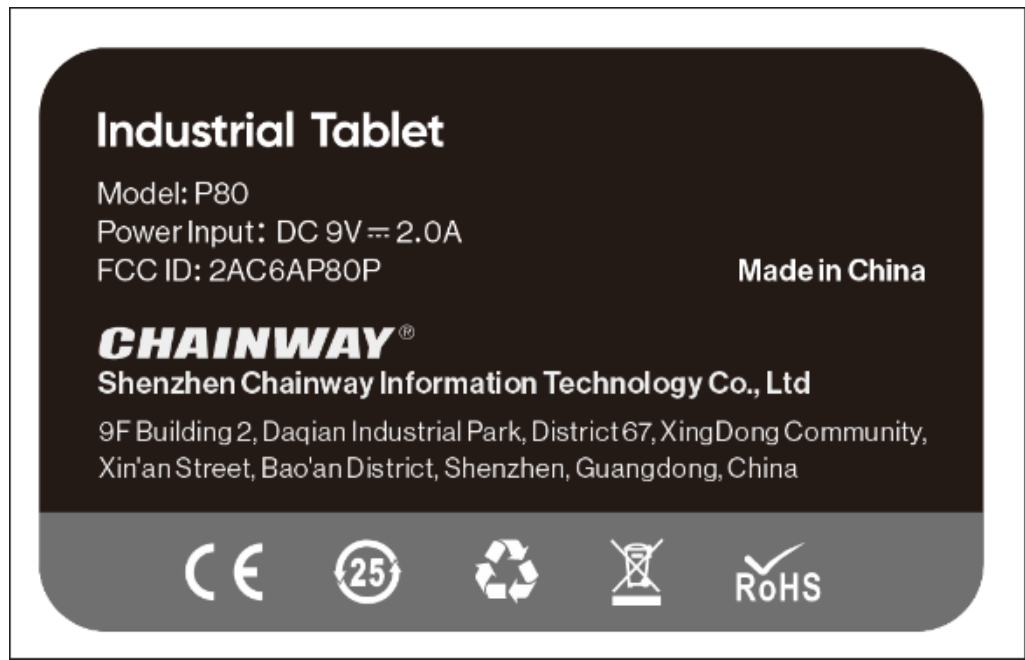 Industrial Tablet
Model: P80
Power Input: DC 9V⎓2.0A
FCC ID: 2AC6AP80P
Made in China
CHAINWAY®
Shenzhen Chainway Information Technology Co., Ltd
9F Building 2, Daqian Industrial Park, District 67, XingDong Community,
Xin'an Street, Bao'an District, Shenzhen, Guangdong, China
CE
25
RoHS